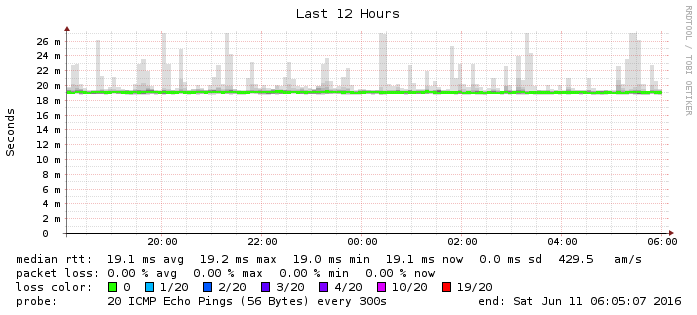 Last 12 Hours
RRDTOOL / TOBI OETIKER
Seconds
26 m
24 m
22 m
20 m
18 m
16 m
14 m
12 m
10 m
8 m
6 m
4 m
2 m
0
20:00 22:00 00:00 02:00 04:00 06:00
median rtt: 19.1 ms avg 19.2 ms max 19.0 ms min 19.1 ms now 0.0 ms sd 429.5 am/s
packet loss: 0.00 % avg 0.00 % max 0.00 % min 0.00 % now
loss color: 0 1/20 2/20 3/20 4/20 10/20 19/20
probe: 20 ICMP Echo Pings (56 Bytes) every 300s end: Sat Jun 11 06:05:07 2016